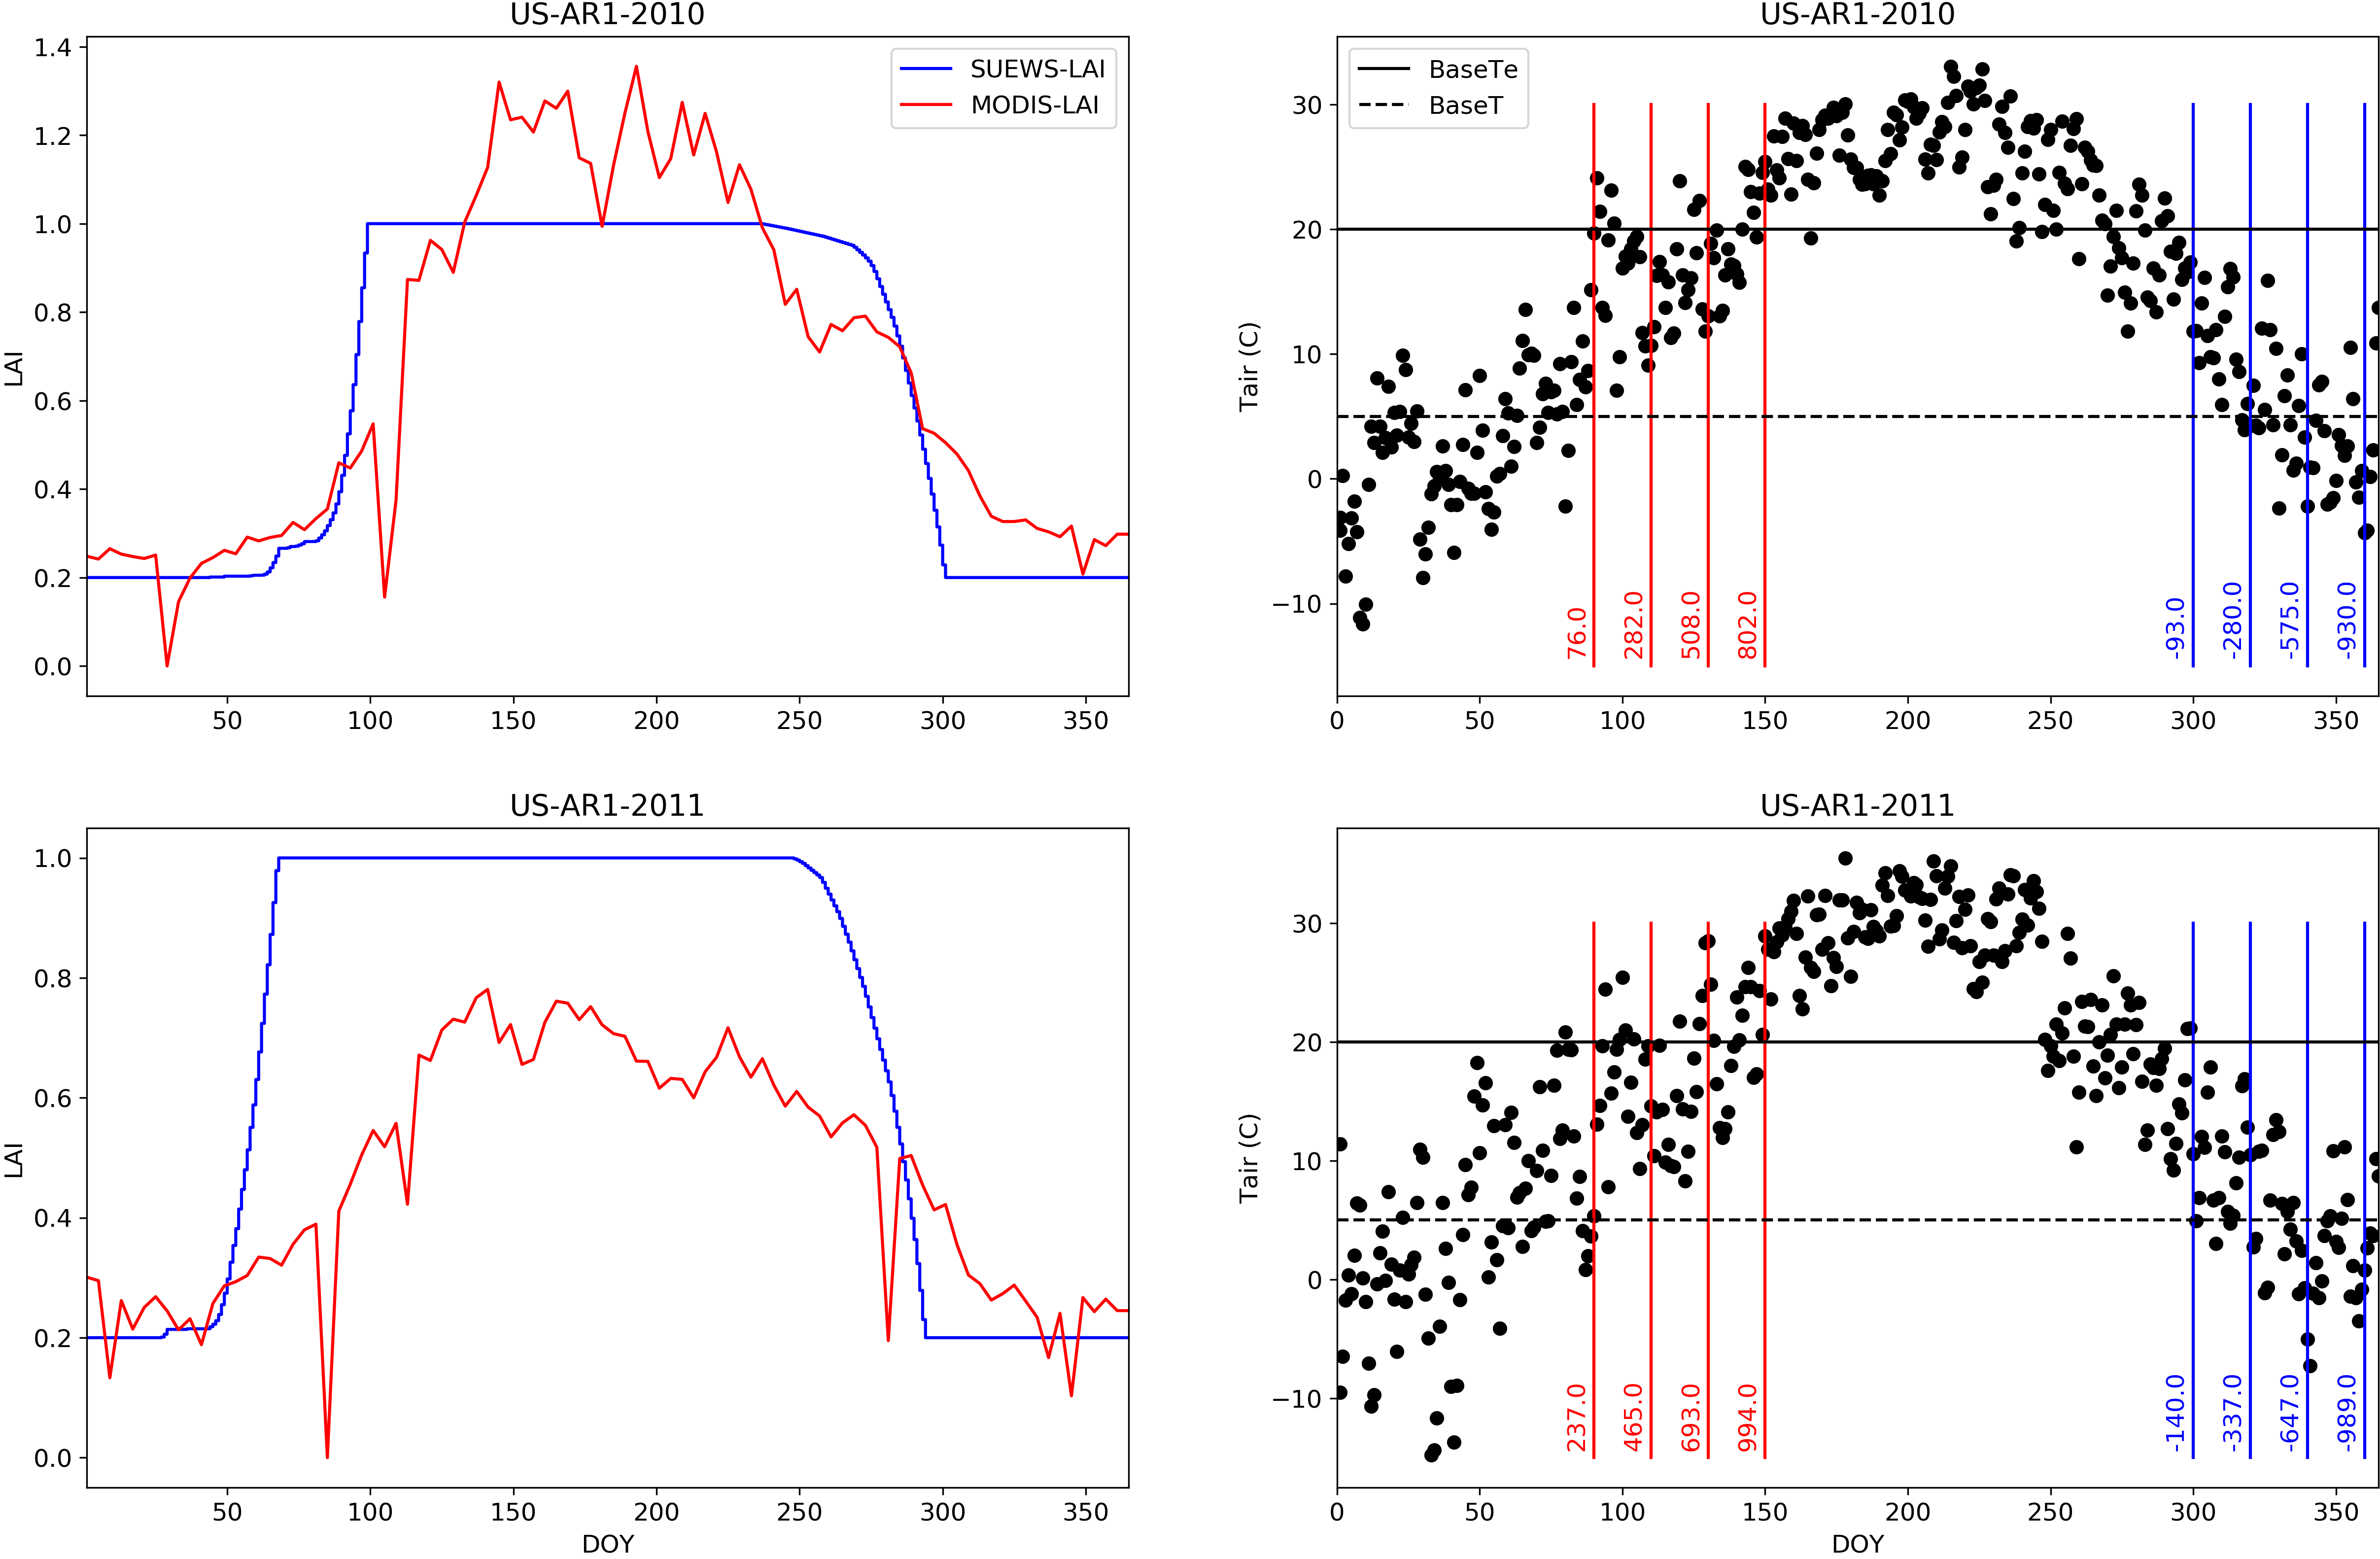 US-AR1-2010
SUEWS-LAI
MODIS-LAI
LAI
1.4
1.2
1.0
0.8
0.6
0.4
0.2
0.0
50 100 150 200 250 300 350
US-AR1-2010
BaseTe
BaseT
Tair (C)
30
20
10
0
−10
76.0
282.0
508.0
802.0
-93.0
-280.0
-575.0
-930.0
0 50 100 150 200 250 300 350
US-AR1-2011
LAI
1.0
0.8
0.6
0.4
0.2
0.0
50 100 150 200 250 300 350
DOY
US-AR1-2011
Tair (C)
30
20
10
0
−10
237.0
465.0
693.0
994.0
-140.0
-337.0
-647.0
-989.0
0 50 100 150 200 250 300 350
DOY